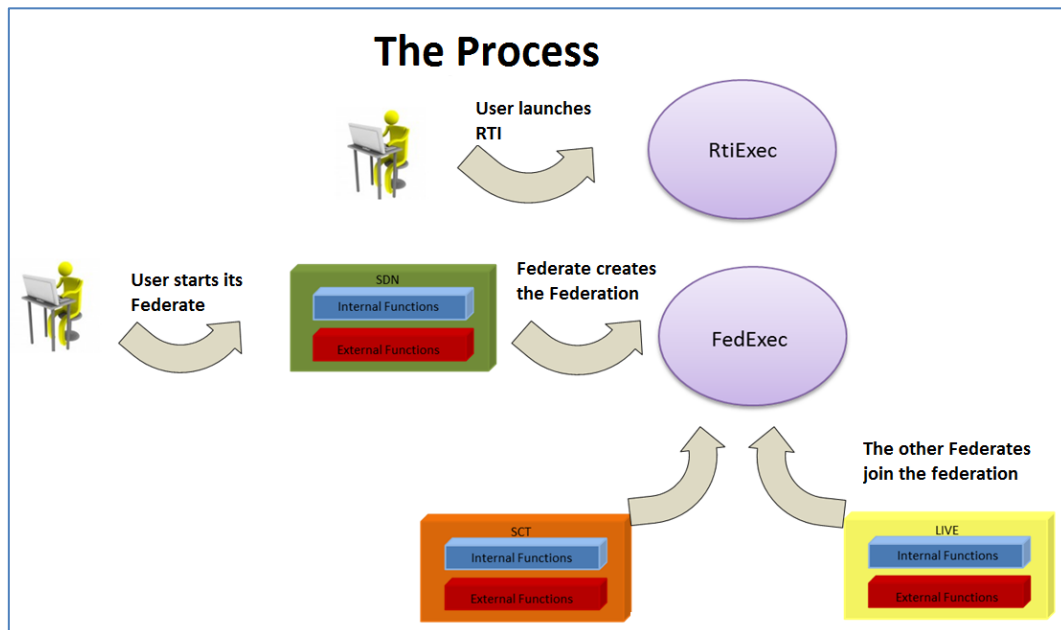 The Process
User launches
RTI
RtiExec
User starts its
Federate
SDN
Internal Functions
External Functions
Federate creates
the Federation
FedExec
The other Federates
join the federation
SCT
Internal Functions
External Functions
LIVE
Internal Functions
External Functions